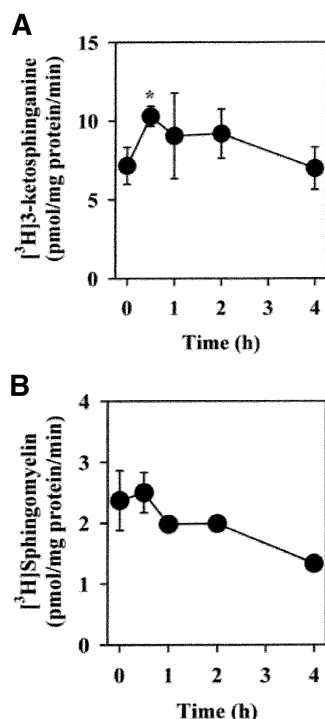 A
[³H]3-ketosphinganine
(pmol/mg protein/min)
15
10
5
0
*
0 1 2 3 4
Time (h)
B
[³H]Sphingomyelin
(pmol/mg protein/min)
4
3
2
1
0
0 1 2 3 4
Time (h)